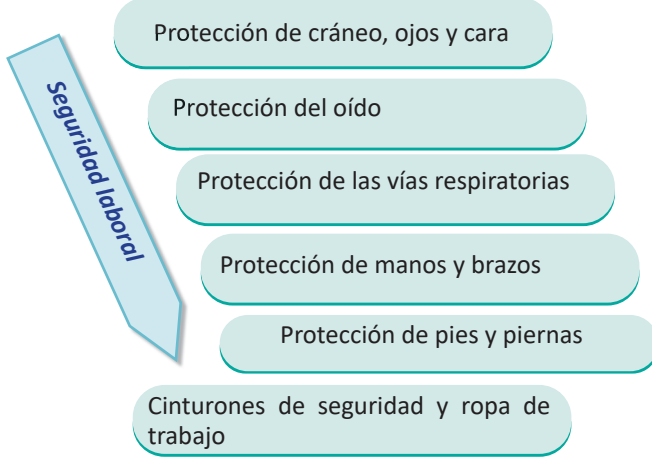 Protección de cráneo, ojos y cara
Seguridad laboral
Protección del oído
Protección de las vías respiratorias
Protección de manos y brazos
Protección de pies y piernas
Cinturones de seguridad y ropa de
trabajo